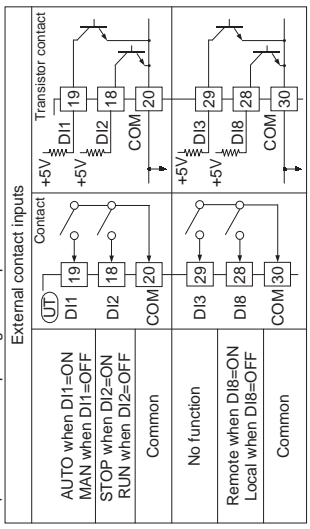 External contact inputs
Contact
Transistor contact
AUTO when DI1=ON
MAN when DI1=OFF
UT
DI1
19
+5V
DI1
19
STOP when DI2=ON
RUN when DI2=OFF
DI2
18
+5V
DI2
18
Common
COM
20
COM
20
No function
DI3
29
+5V
DI3
29
Remote when DI8=ON
Local when DI8=OFF
DI8
28
+5V
DI8
28
Common
COM
30
COM
30